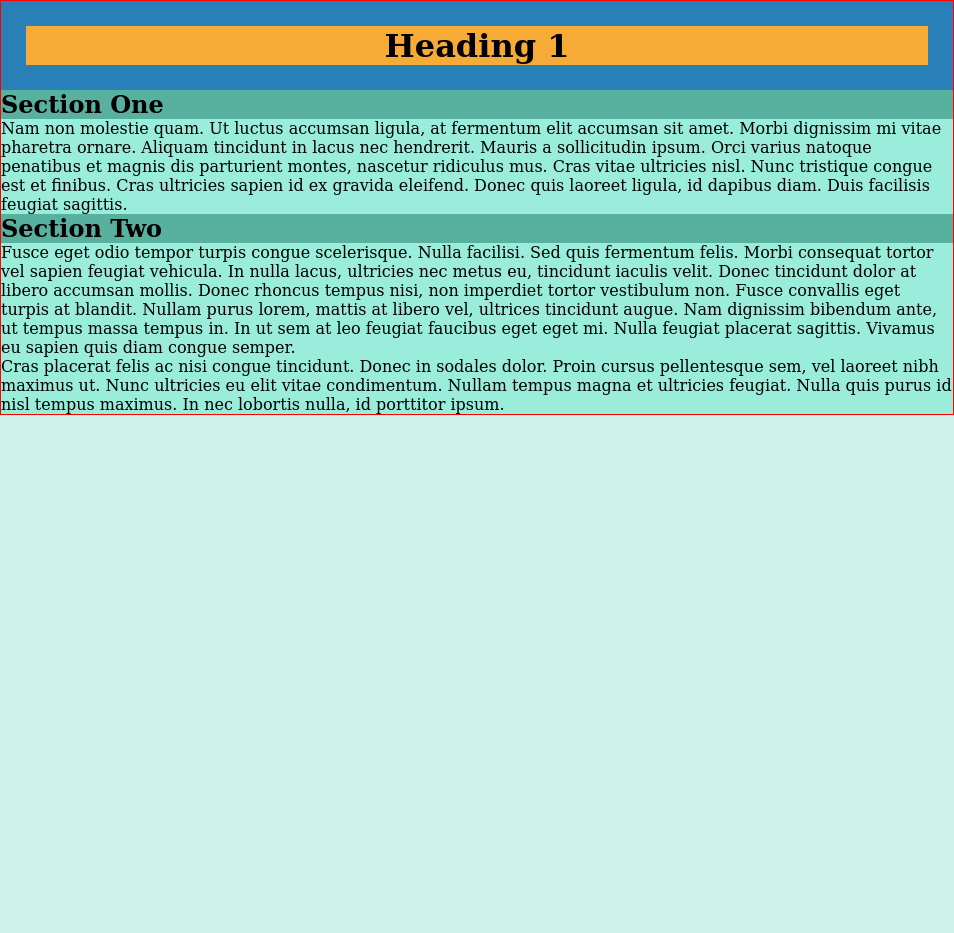 Heading 1
Section One
Nam non molestie quam. Ut luctus accumsan ligula, at fermentum elit accumsan sit amet. Morbi dignissim mi vitae
pharetra ornare. Aliquam tincidunt in lacus nec hendrerit. Mauris a sollicitudin ipsum. Orci varius natoque
penatibus et magnis dis parturient montes, nascetur ridiculus mus. Cras vitae ultricies nisl. Nunc tristique congue
est et finibus. Cras ultricies sapien id ex gravida eleifend. Donec quis laoreet ligula, id dapibus diam. Duis facilisis
feugiat sagittis.
Section Two
Fusce eget odio tempor turpis congue scelerisque. Nulla facilisi. Sed quis fermentum felis. Morbi consequat tortor
vel sapien feugiat vehicula. In nulla lacus, ultricies nec metus eu, tincidunt iaculis velit. Donec tincidunt dolor at
libero accumsan mollis. Donec rhoncus tempus nisi, non imperdiet tortor vestibulum non. Fusce convallis eget
turpis at blandit. Nullam purus lorem, mattis at libero vel, ultrices tincidunt augue. Nam dignissim bibendum ante,
ut tempus massa tempus in. In ut sem at leo feugiat faucibus eget eget mi. Nulla feugiat placerat sagittis. Vivamus
eu sapien quis diam congue semper.
Cras placerat felis ac nisi congue tincidunt. Donec in sodales dolor. Proin cursus pellentesque sem, vel laoreet nibh
maximus ut. Nunc ultricies eu elit vitae condimentum. Nullam tempus magna et ultricies feugiat. Nulla quis purus id
nisl tempus maximus. In nec lobortis nulla, id porttitor ipsum.